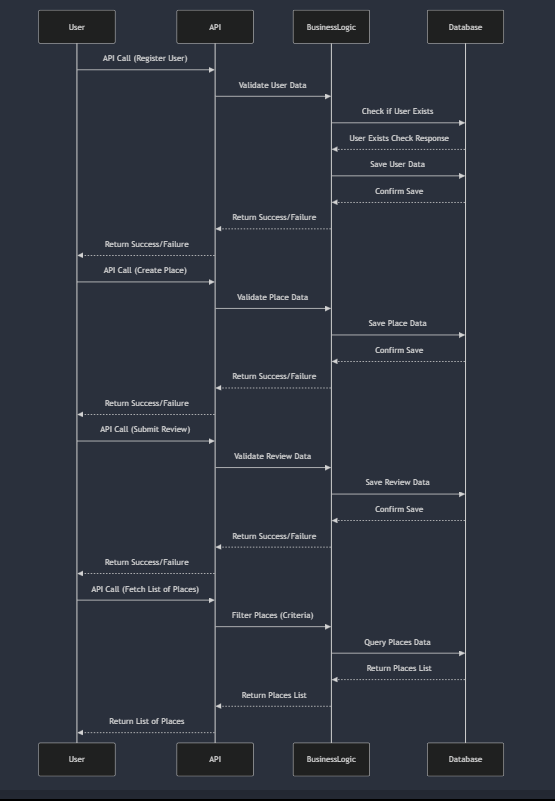 User
API
BusinessLogic
Database
API Call (Register User)
Validate User Data
Check if User Exists
User Exists Check Response
Save User Data
Confirm Save
Return Success/Failure
Return Success/Failure
API Call (Create Place)
Validate Place Data
Save Place Data
Confirm Save
Return Success/Failure
Return Success/Failure
API Call (Submit Review)
Validate Review Data
Save Review Data
Confirm Save
Return Success/Failure
Return Success/Failure
API Call (Fetch List of Places)
Filter Places (Criteria)
Query Places Data
Return Places List
Return Places List
Return List of Places
User
API
BusinessLogic
Database